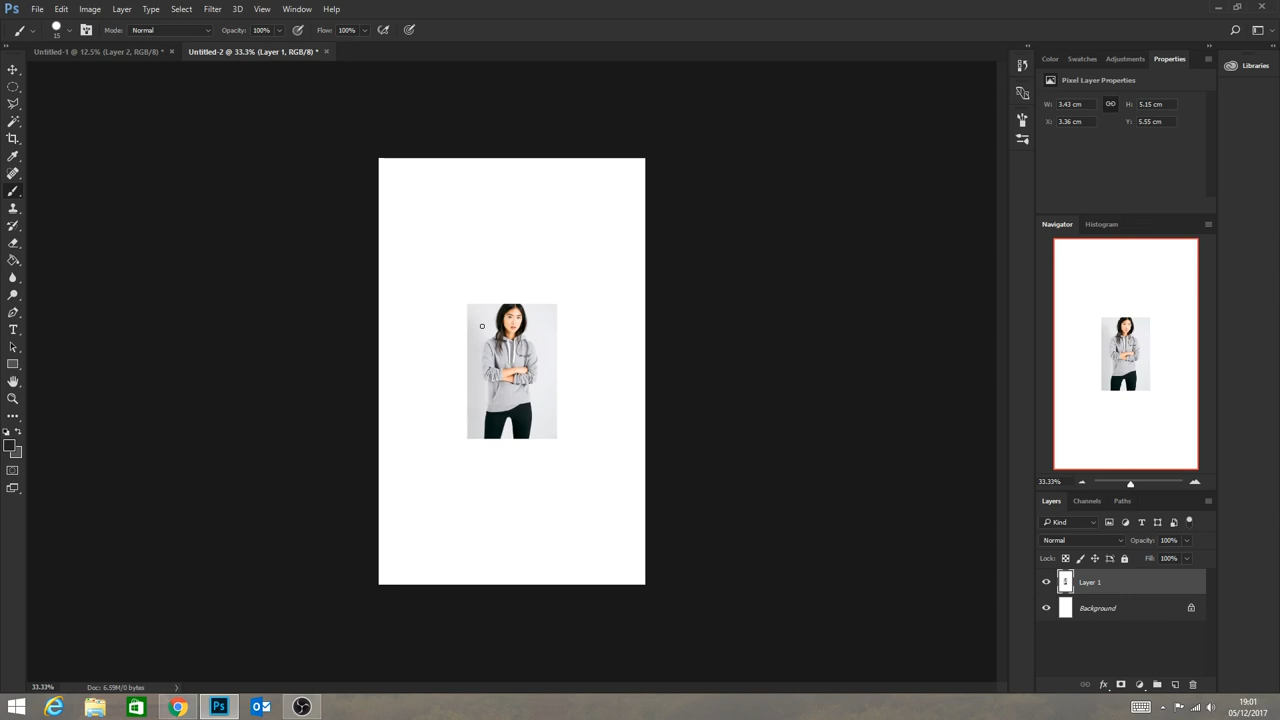 Ps File Edit Image Layer Type Select Filter 3D View Window Help
15 Mode: Normal Opacity: 100% Flow: 100%
Untitled-1 @ 12.5% (Layer 2, RGB/8) * × Untitled-2 @ 33.3% (Layer 1, RGB/8) * ×
Color Swatches Adjustments Properties
Libraries
Pixel Layer Properties
W: 3.43 cm H: 5.15 cm
X: 3.36 cm Y: 5.55 cm
Navigator Histogram
33.33%
Layers Channels Paths
Kind
Normal Opacity: 100%
Lock: Fill: 100%
Layer 1
Background
fx
33.33% Doc: 6.59M/0 bytes
Ps
19:01
05/12/2017